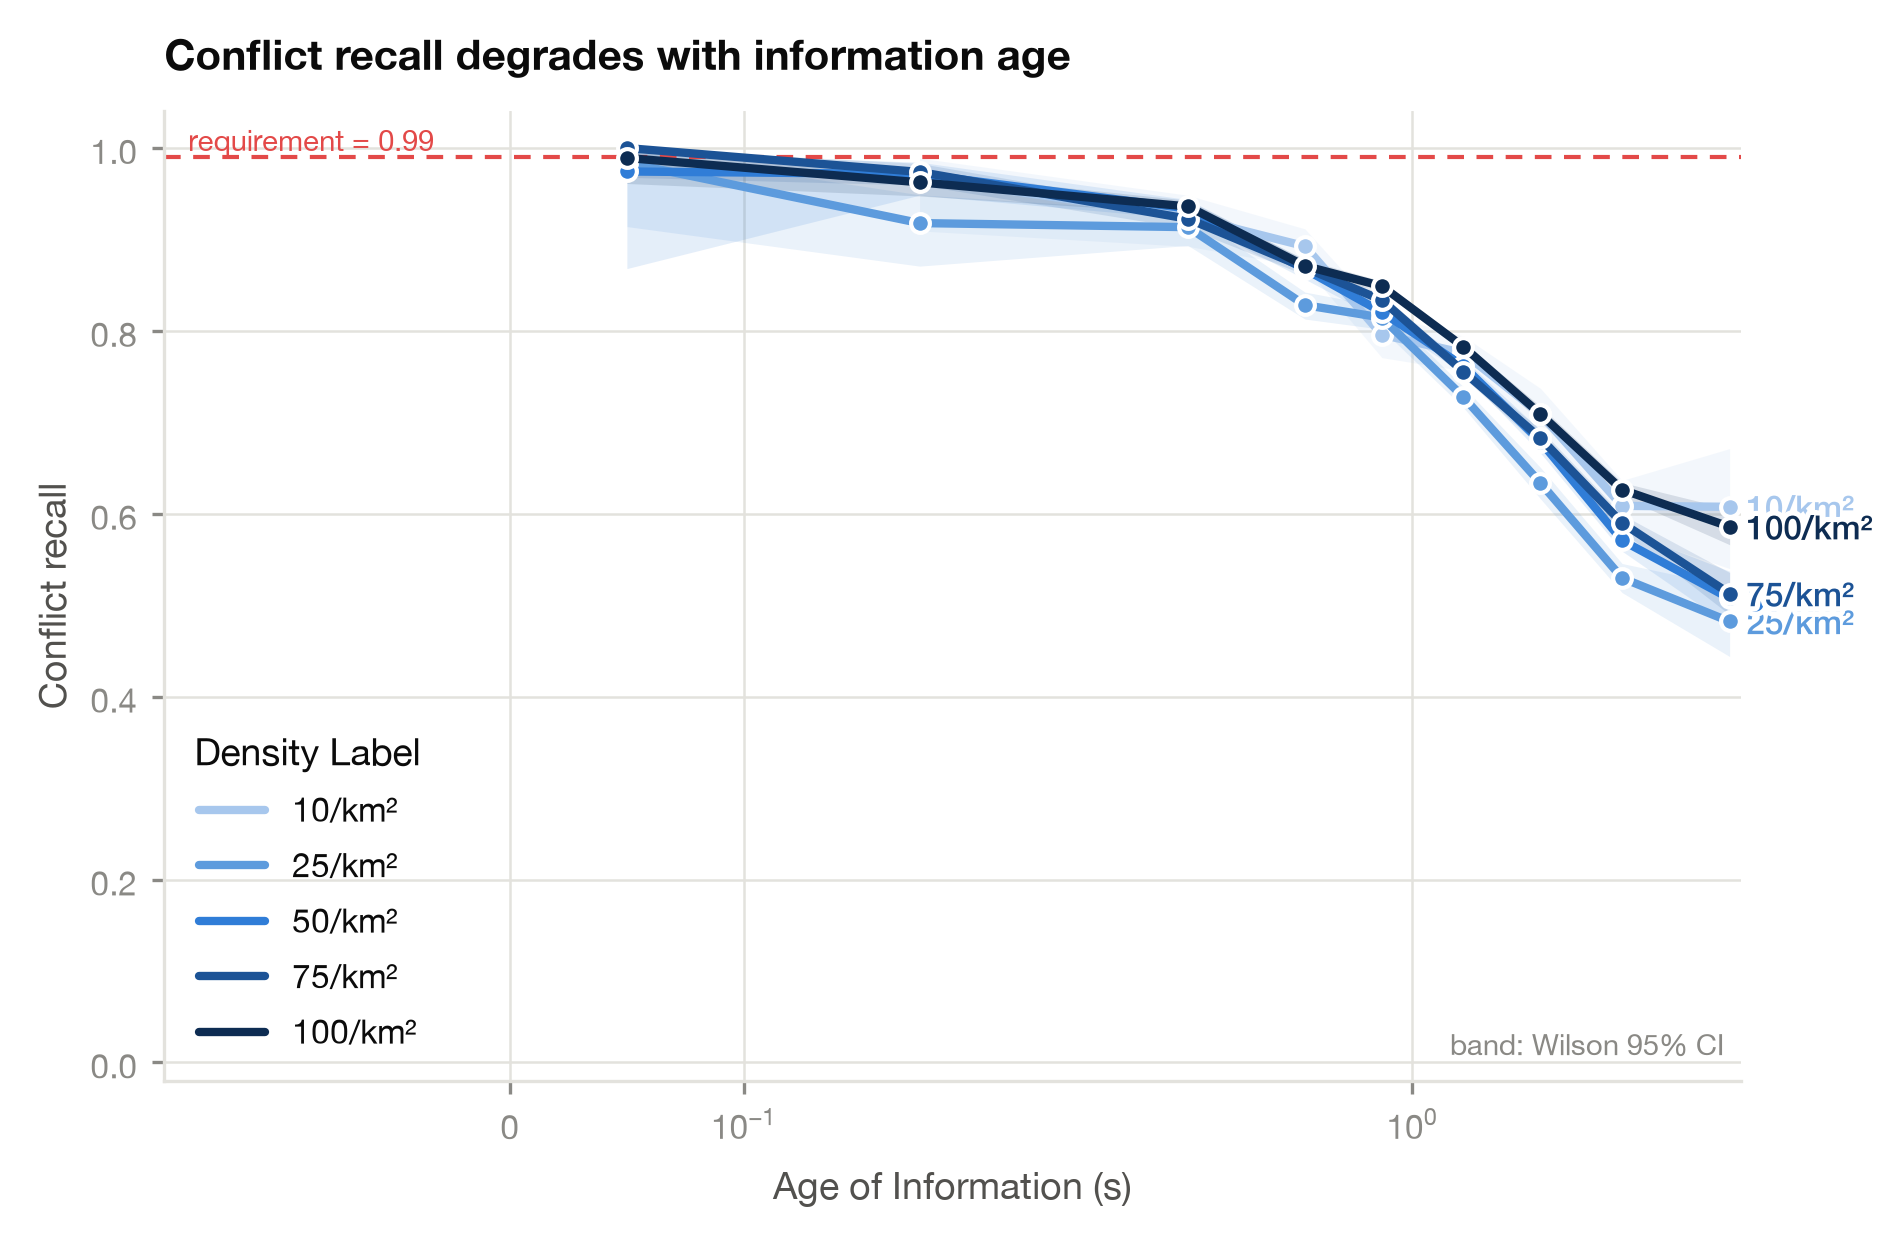 Conflict recall degrades with information age
requirement = 0.99
1.0
0.8
0.6
0.4
0.2
0.0
Conflict recall
10/km²
100/km²
75/km²
25/km²
Density Label
10/km²
25/km²
50/km²
75/km²
100/km²
band: Wilson 95% CI
0
10⁻¹
10⁰
Age of Information (s)